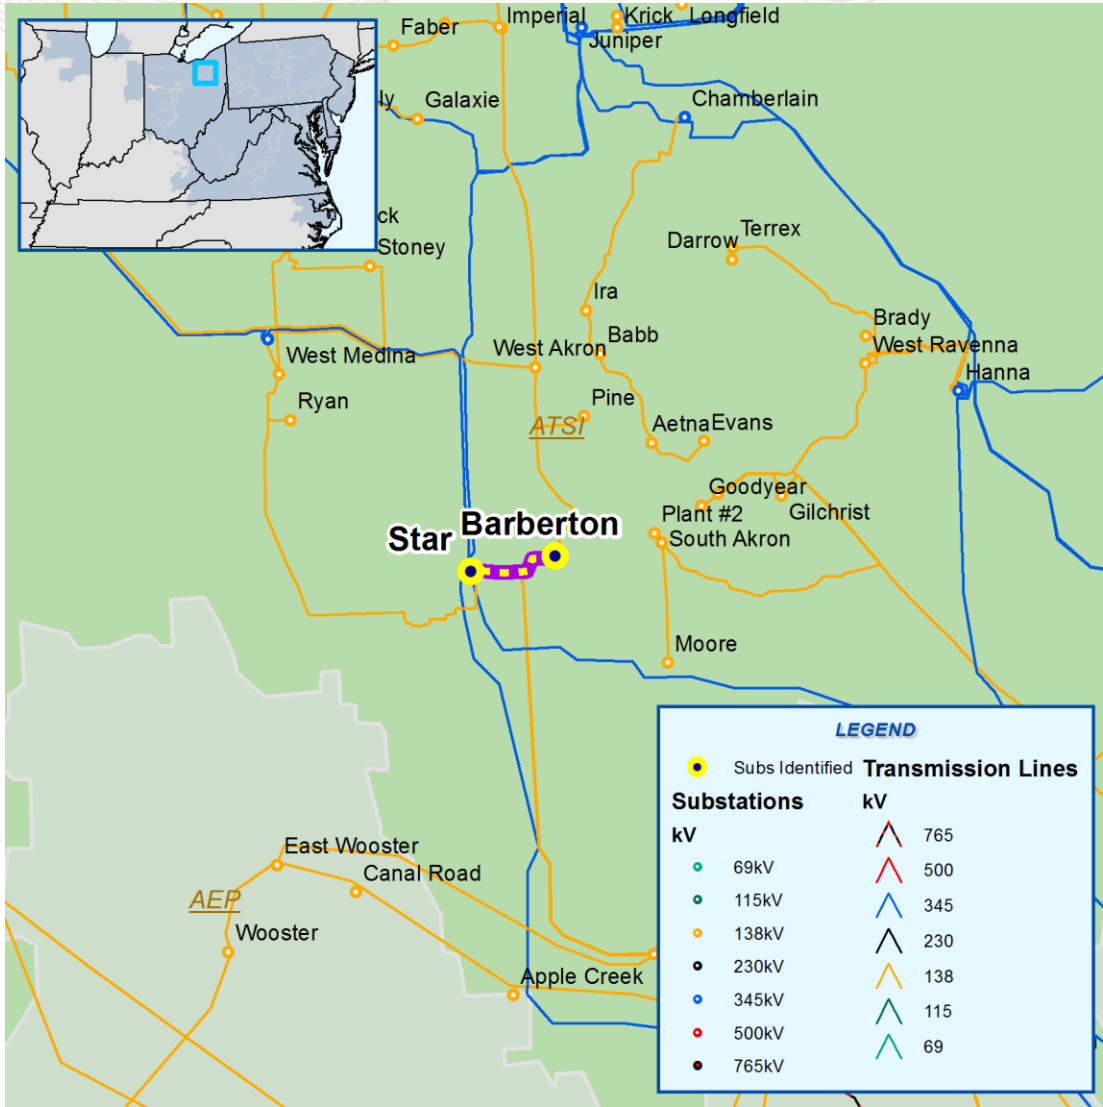 Faber
Imperial
Krick
Longfield
Juniper
ly
Galaxie
Chamberlain
ck
Stoney
Darrow
Terrex
Ira
Babb
Brady
West Ravenna
Hanna
West Medina
West Akron
Ryan
Pine
ATSI
Aetna
Evans
Goodyear
Plant #2
Gilchrist
South Akron
Star
Barberton
Moore
East Wooster
Canal Road
AEP
Wooster
Apple Creek
LEGEND
Subs Identified
Transmission Lines
Substations
kV
kV
765
500
69kV
345
115kV
230
138kV
138
230kV
115
345kV
69
500kV
765kV